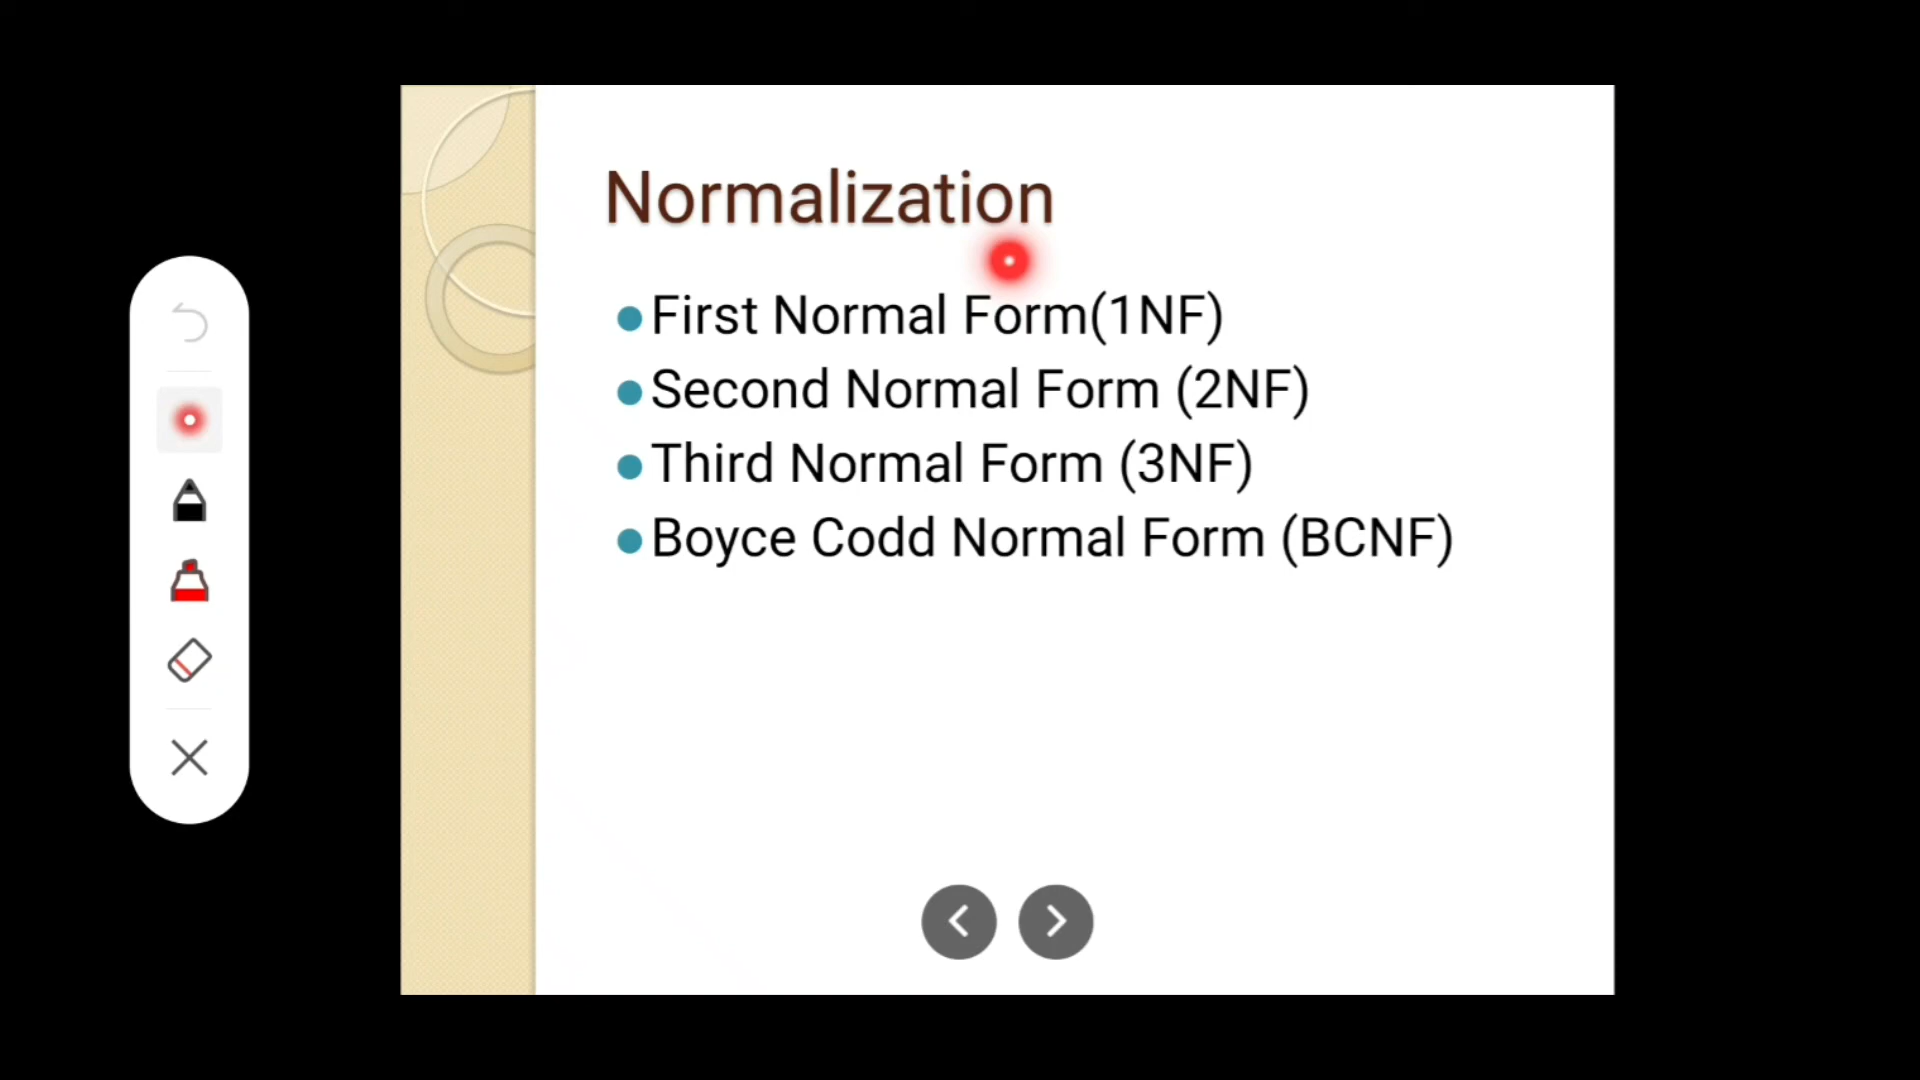 Normalization
First Normal Form(1NF)
Second Normal Form (2NF)
Third Normal Form (3NF)
Boyce Codd Normal Form (BCNF)